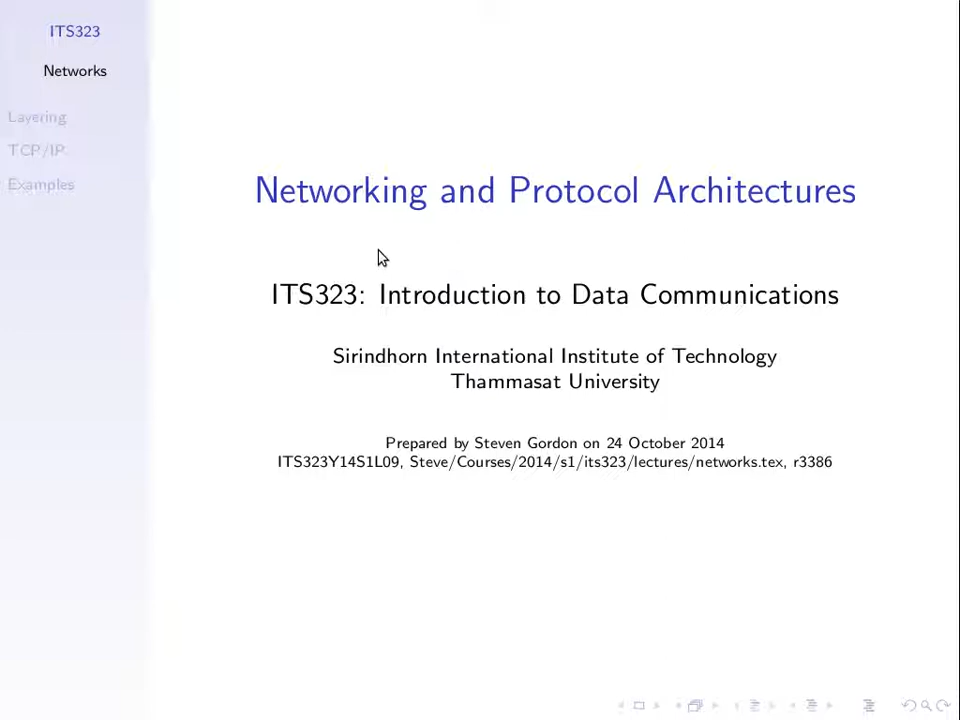 ITS323
Networks
Layering
TCP/IP
Examples
Networking and Protocol Architectures
ITS323: Introduction to Data Communications
Sirindhorn International Institute of Technology
Thammasat University
Prepared by Steven Gordon on 24 October 2014
ITS323Y14S1L09, Steve/Courses/2014/s1/its323/lectures/networks.tex, r3386